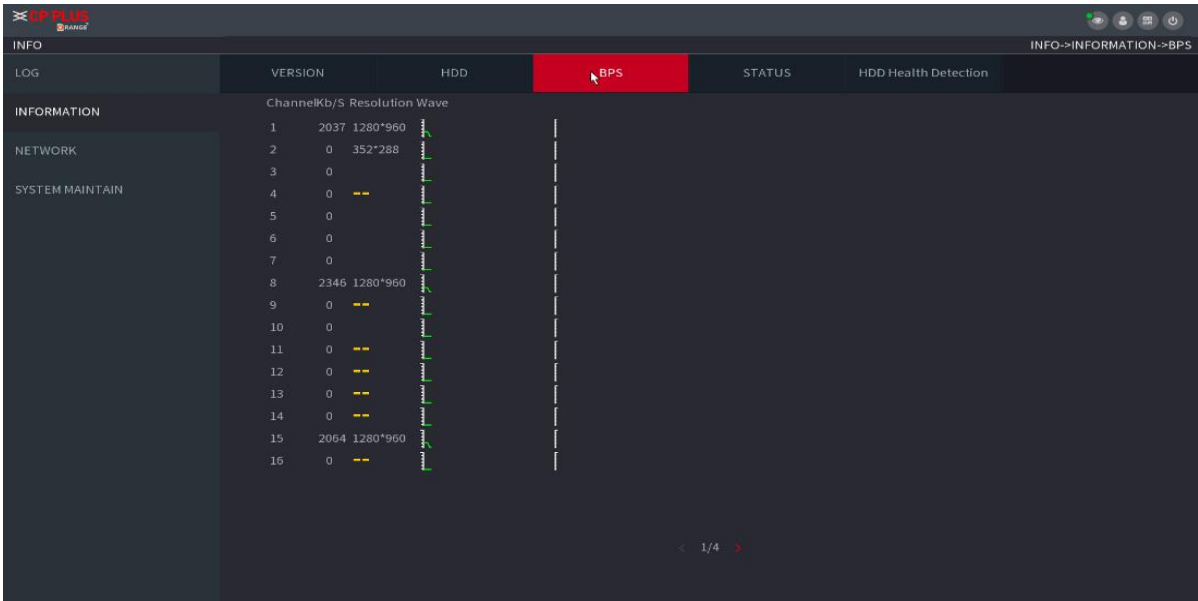 CP PLUS
ORANGE
INFO INFO->INFORMATION->BPS
LOG VERSION HDD BPS STATUS HDD Health Detection
INFORMATION
NETWORK
SYSTEM MAINTAIN
Channel Kb/S Resolution Wave
1 2037 1280*960
2 0 352*288
3 0
4 0 --
5 0
6 0
7 0
8 2346 1280*960
9 0 --
10 0
11 0 --
12 0 --
13 0 --
14 0 --
15 2064 1280*960
16 0 --
< 1/4 >